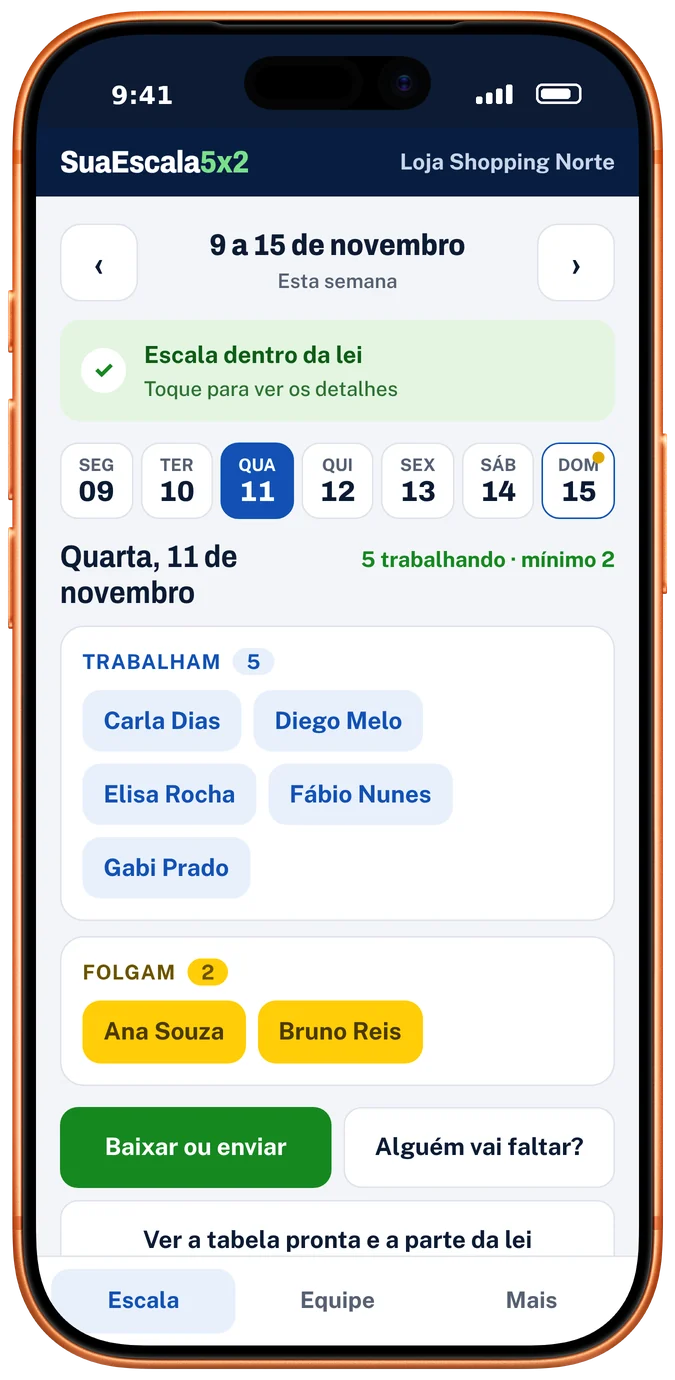 9:41
SuaEscala5x2
Loja Shopping Norte
‹
9 a 15 de novembro
›
Esta semana
Escala dentro da lei
Toque para ver os detalhes
SEG TER QUA QUI SEX SÁB DOM
09 10 11 12 13 14 15
Quarta, 11 de
novembro
5 trabalhando · mínimo 2
TRABALHAM 5
Carla Dias
Diego Melo
Elisa Rocha
Fábio Nunes
Gabi Prado
FOLGAM 2
Ana Souza
Bruno Reis
Baixar ou enviar
Alguém vai faltar?
Ver a tabela pronta e a parte da lei
Escala
Equipe
Mais